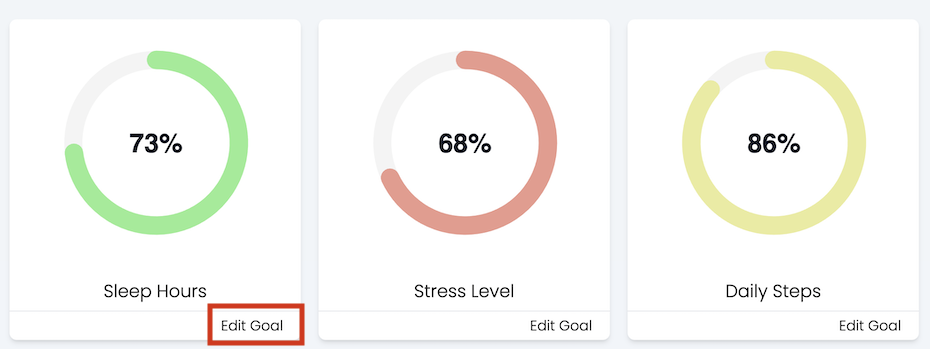 73%
68%
86%
Sleep Hours
Stress Level
Daily Steps
Edit Goal
Edit Goal
Edit Goal